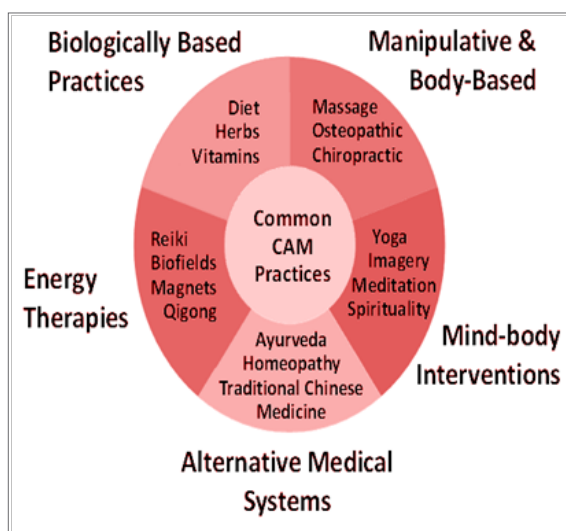 Biologically Based
Practices
Manipulative &
Body-Based
Diet
Herbs
Vitamins
Massage
Osteopathic
Chiropractic
Common
CAM
Practices
Reiki
Biofields
Magnets
Qigong
Yoga
Imagery
Meditation
Spirituality
Energy
Therapies
Mind-body
Interventions
Ayurveda
Homeopathy
Traditional Chinese
Medicine
Alternative Medical
Systems